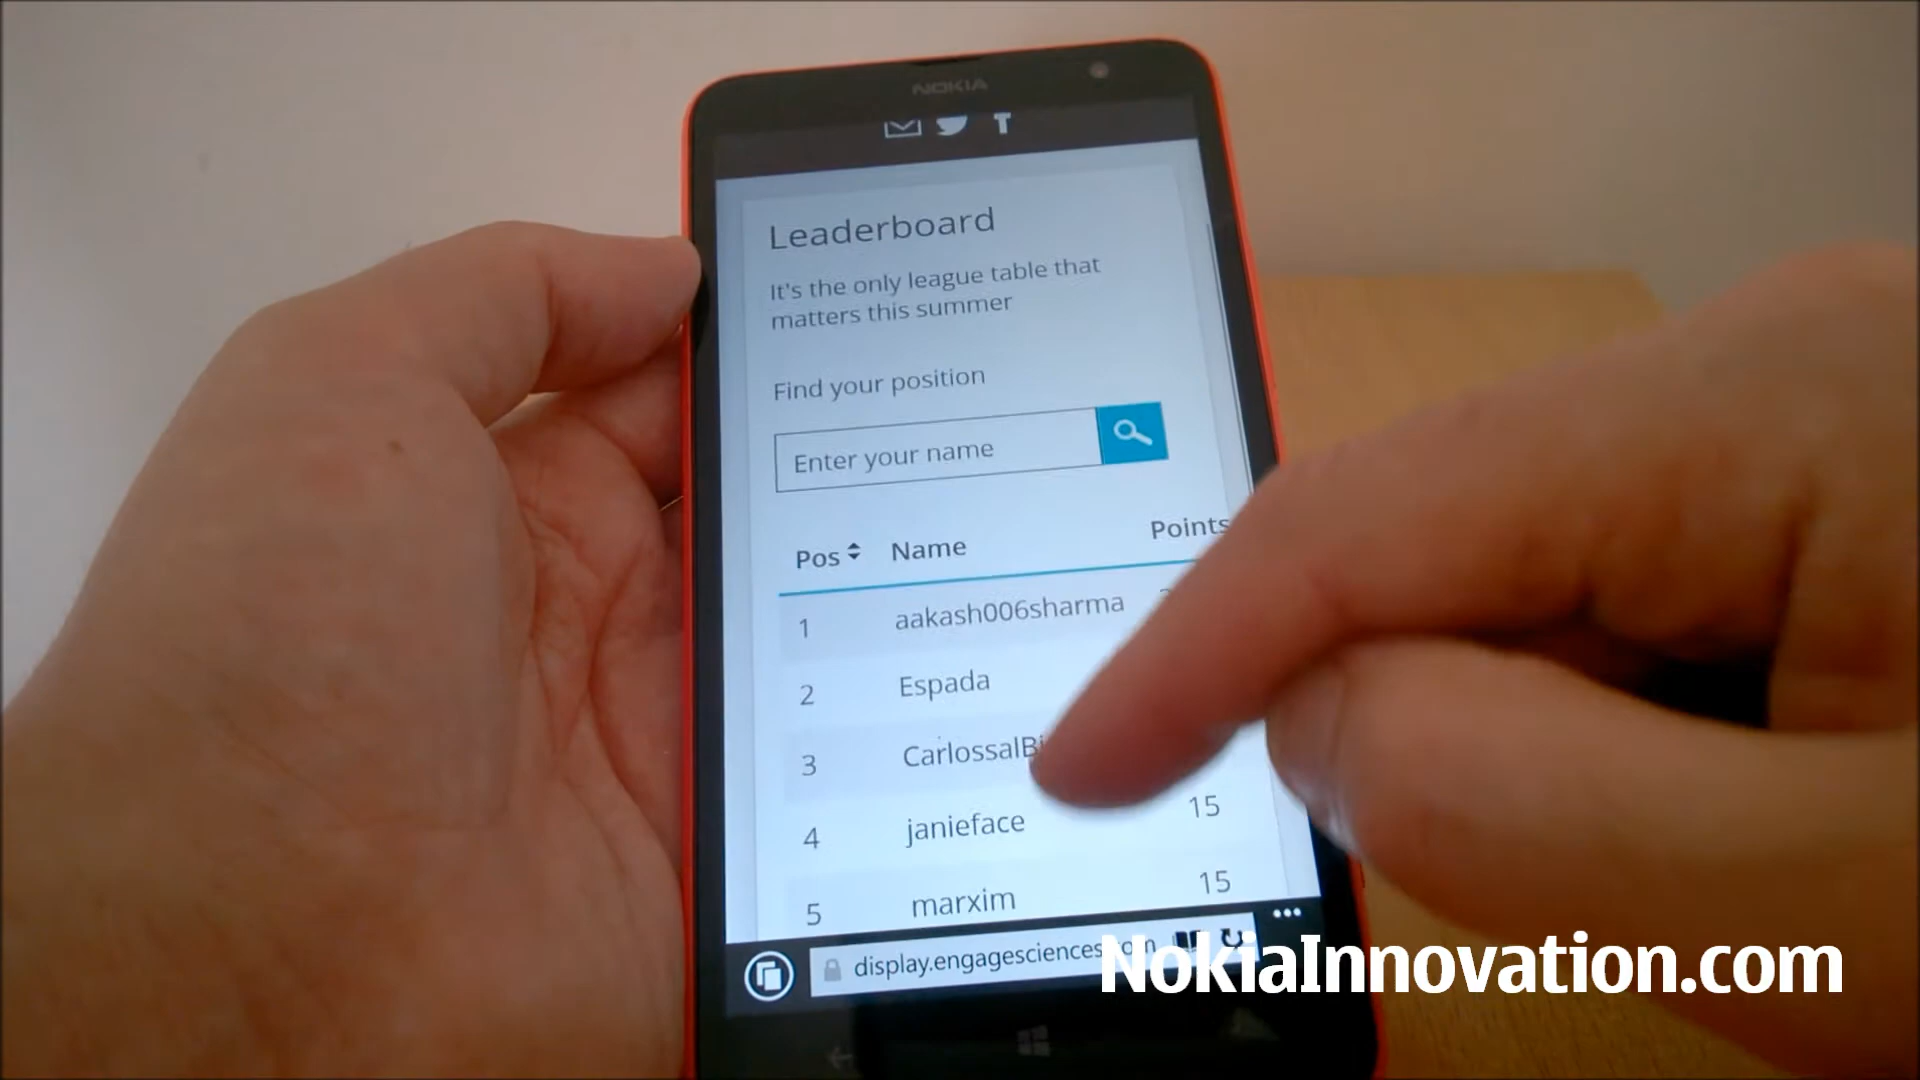 NOKIA
Leaderboard
It's the only league table that
matters this summer
Find your position
Enter your name
Pos Name Points
1 aakash006sharma
2 Espada
3
4 janieface 15
5 marxim 15
display.engagesciences.com
NokiaInnovation.com